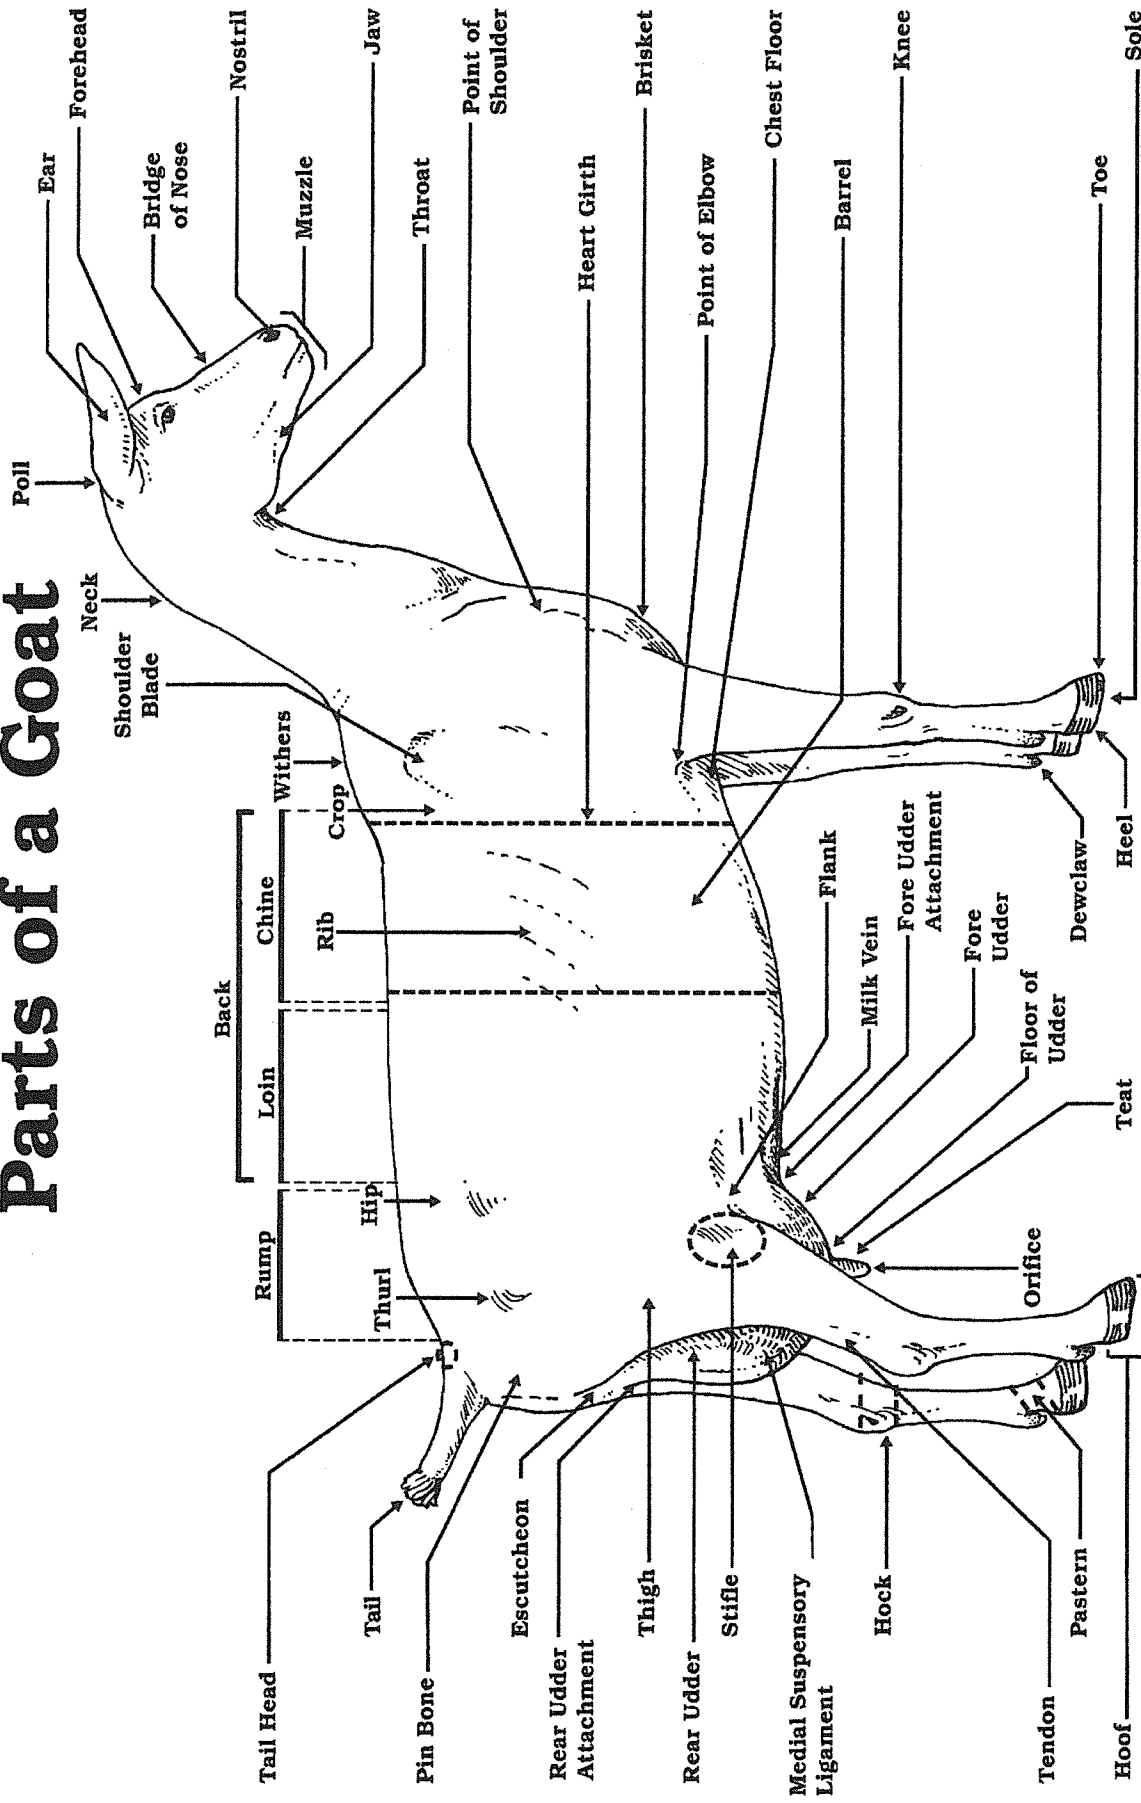 Parts of a Goat
Poll
Ear
Forehead
Neck
Bridge
of Nose
Shoulder
Blade
Nostril
Back
Withers
Muzzle
Rump
Loin
Chine
Crop
Jaw
Tail Head
Hip
Rib
Throat
Thurl
Tail
Point of
Shoulder
Pin Bone
Escutcheon
Heart Girth
Rear Udder
Attachment
Brisket
Thigh
Point of Elbow
Rear Udder
Stifle
Chest Floor
Medial Suspensory
Ligament
Flank
Barrel
Hock
Milk Vein
Knee
Fore Udder
Attachment
Fore
Udder
Floor of
Udder
Orifice
Tendon
Pastern
Dewclaw
Toe
Hoof
Teat
Heel
Sole